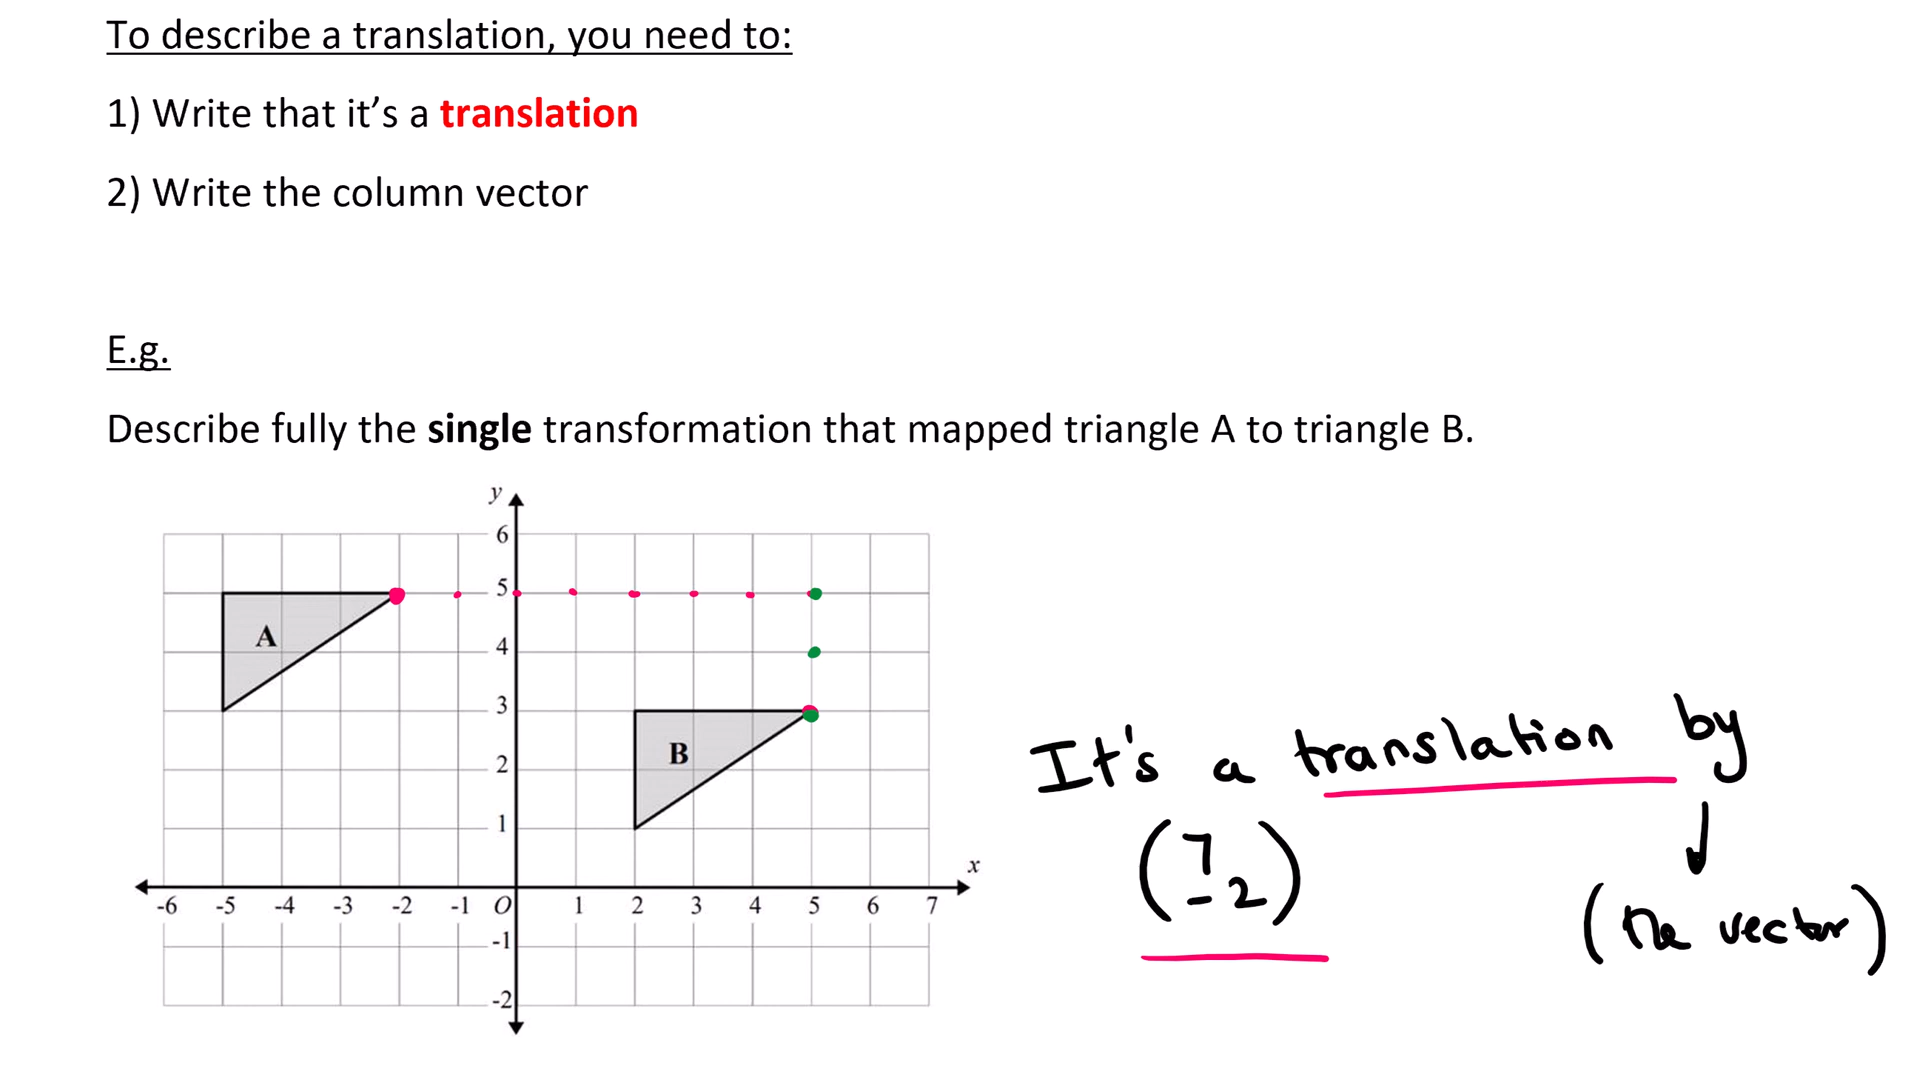 To describe a translation, you need to:
1) Write that it’s a translation
2) Write the column vector
E.g.
Describe fully the single transformation that mapped triangle A to triangle B.
y
6
5
A
4
3
B
2
1
x
-6 -5 -4 -3 -2 -1 O 1 2 3 4 5 6 7
-1
-2
It's a translation by
(7
-2)
(the vector)